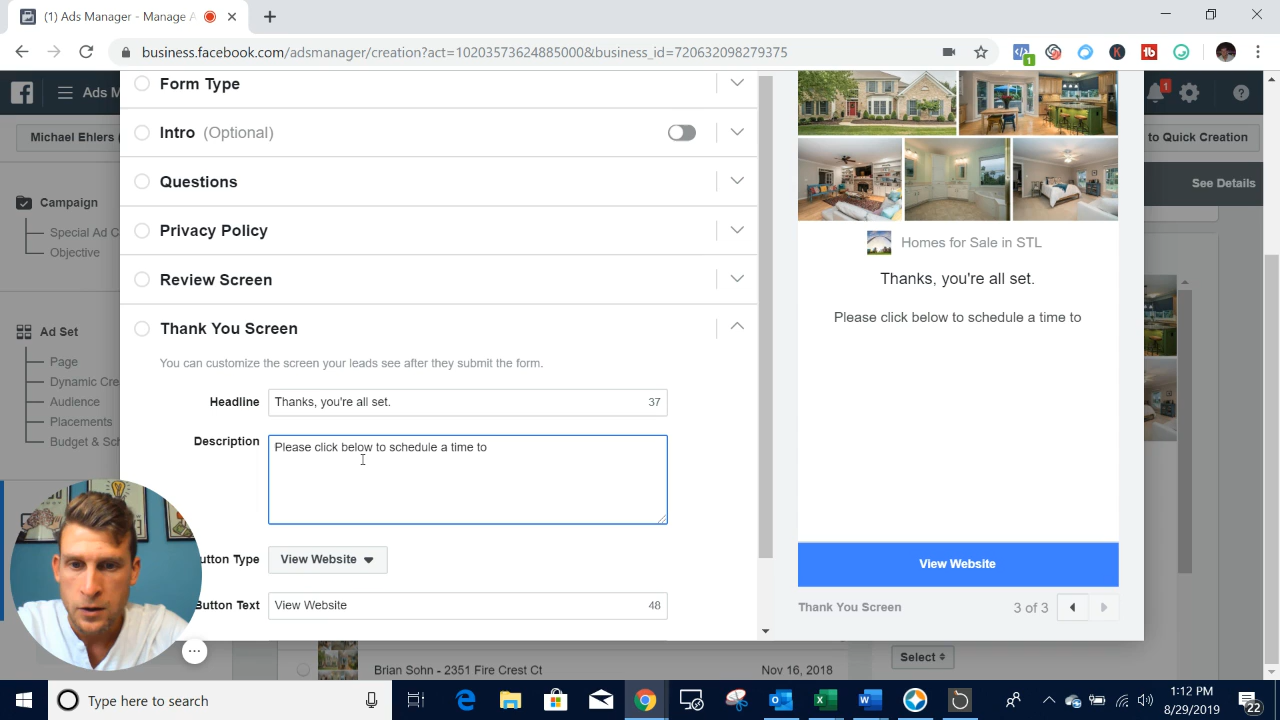 (1) Ads Manager - Manage A
business.facebook.com/adsmanager/creation?act=10203573624885000&business_id=720632098279375
Ads M
Michael Ehlers (
to Quick Creation
See Details
Campaign
Special Ad C
Objective
Ad Set
Page
Dynamic Cre
Audience
Placements
Budget & Sch
Form Type
Intro (Optional)
Questions
Privacy Policy
Review Screen
Thank You Screen
You can customize the screen your leads see after they submit the form.
Headline Thanks, you're all set. 37
Description Please click below to schedule a time to
utton Type View Website
Button Text View Website 48
Homes for Sale in STL
Thanks, you're all set.
Please click below to schedule a time to
View Website
Thank You Screen 3 of 3
Brian Sohn - 2351 Fire Crest Ct Nov 16, 2018
Select
Type here to search
1:12 PM
8/29/2019
22